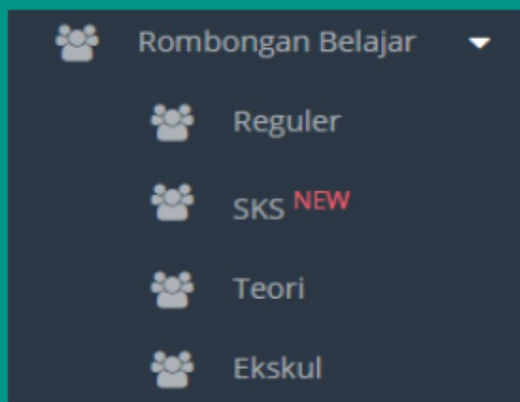 Rombongan Belajar
Reguler
SKS NEW
Teori
Ekskul